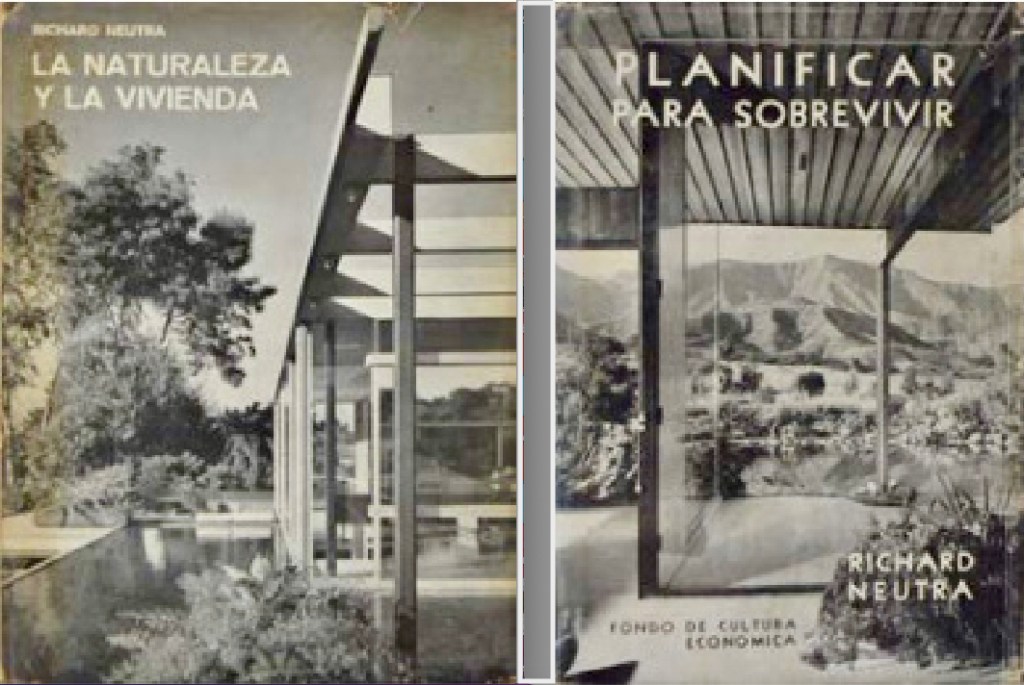 RICHARD NEUTRA
LA NATURALEZA
Y LA VIVIENDA
PLANIFICAR
PARA SOBREVIVIR
RICHARD
NEUTRA
FONDO DE CULTURA
ECONOMICA